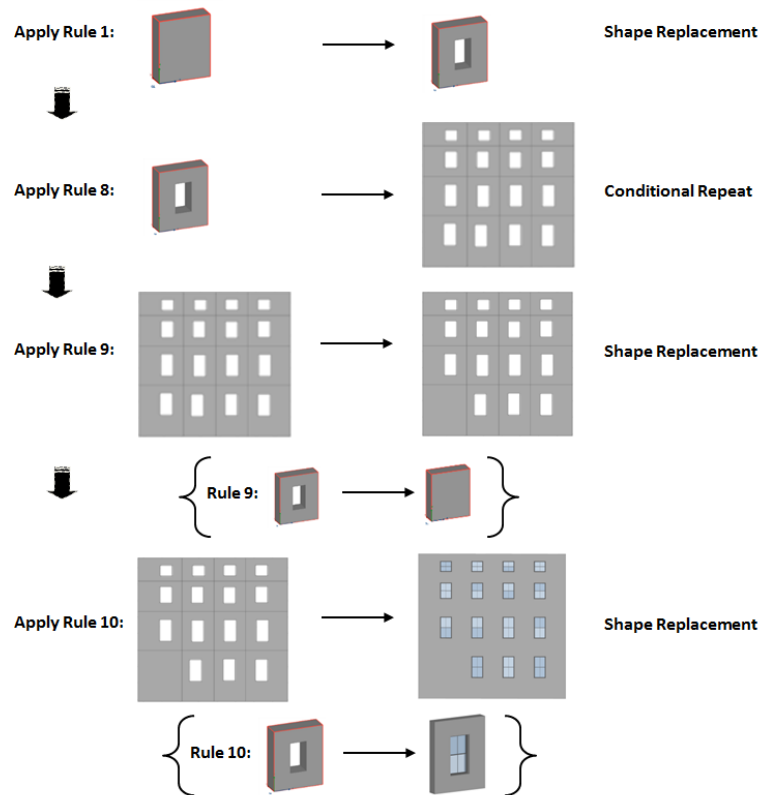 Apply Rule 1:
Shape Replacement
Apply Rule 8:
Conditional Repeat
Apply Rule 9:
Shape Replacement
Rule 9:
Apply Rule 10:
Shape Replacement
Rule 10: